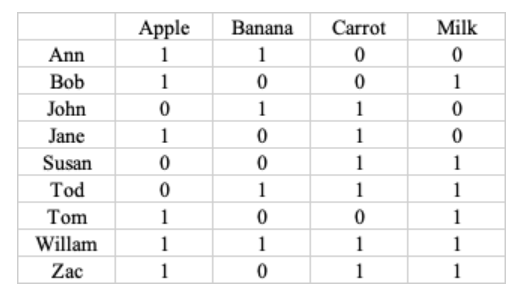 Apple Banana Carrot Milk
Ann 1 1 0 0
Bob 1 0 0 1
John 0 1 1 0
Jane 1 0 1 0
Susan 0 0 1 1
Tod 0 1 1 1
Tom 1 0 0 1
Willam 1 1 1 1
Zac 1 0 1 1